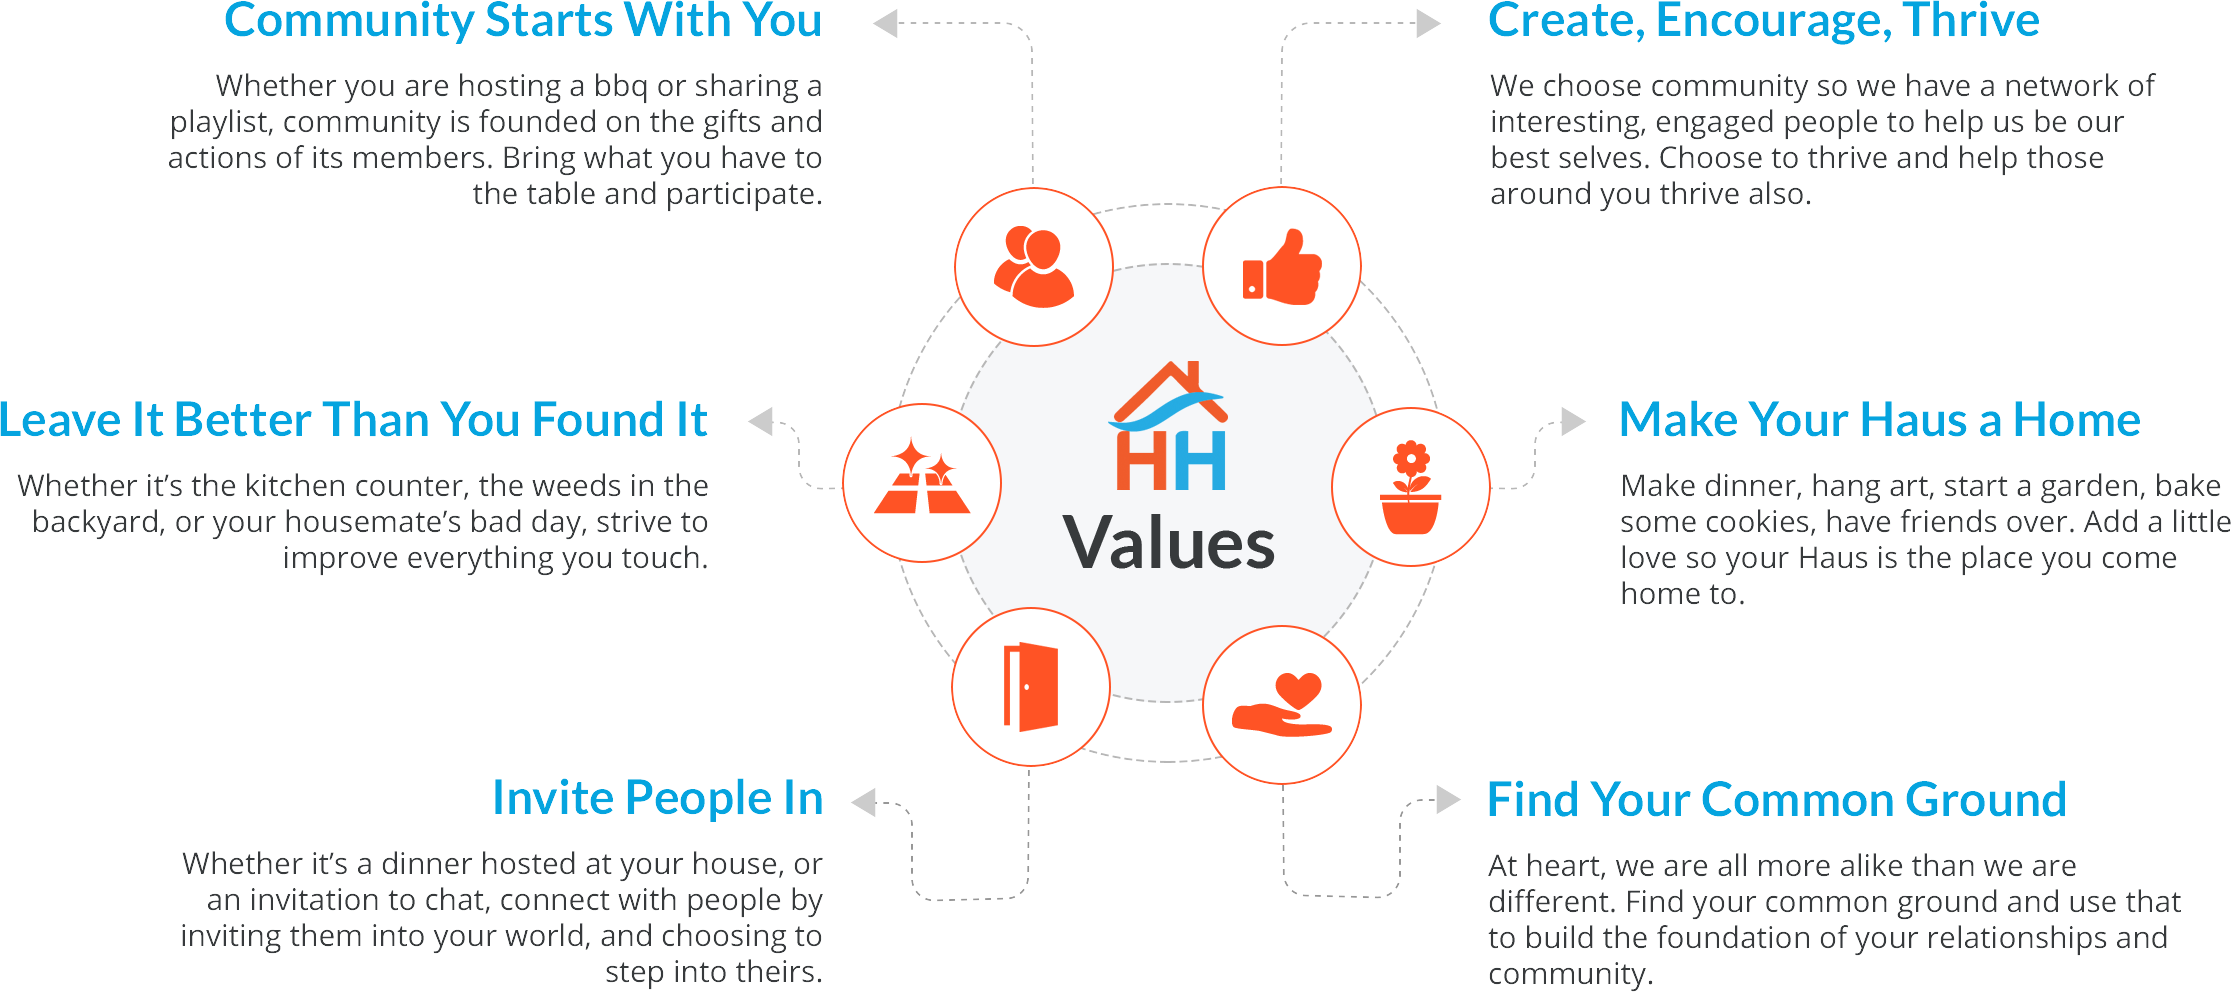 Community Starts With You
Whether you are hosting a bbq or sharing a
playlist, community is founded on the gifts and
actions of its members. Bring what you have to
the table and participate.
Create, Encourage, Thrive
We choose community so we have a network of
interesting, engaged people to help us be our
best selves. Choose to thrive and help those
around you thrive also.
Leave It Better Than You Found It
Whether it’s the kitchen counter, the weeds in the
backyard, or your housemate’s bad day, strive to
improve everything you touch.
HH
Values
Make Your Haus a Home
Make dinner, hang art, start a garden, bake
some cookies, have friends over. Add a little
love so your Haus is the place you come
home to.
Invite People In
Whether it’s a dinner hosted at your house, or
an invitation to chat, connect with people by
inviting them into your world, and choosing to
step into theirs.
Find Your Common Ground
At heart, we are all more alike than we are
different. Find your common ground and use that
to build the foundation of your relationships and
community.